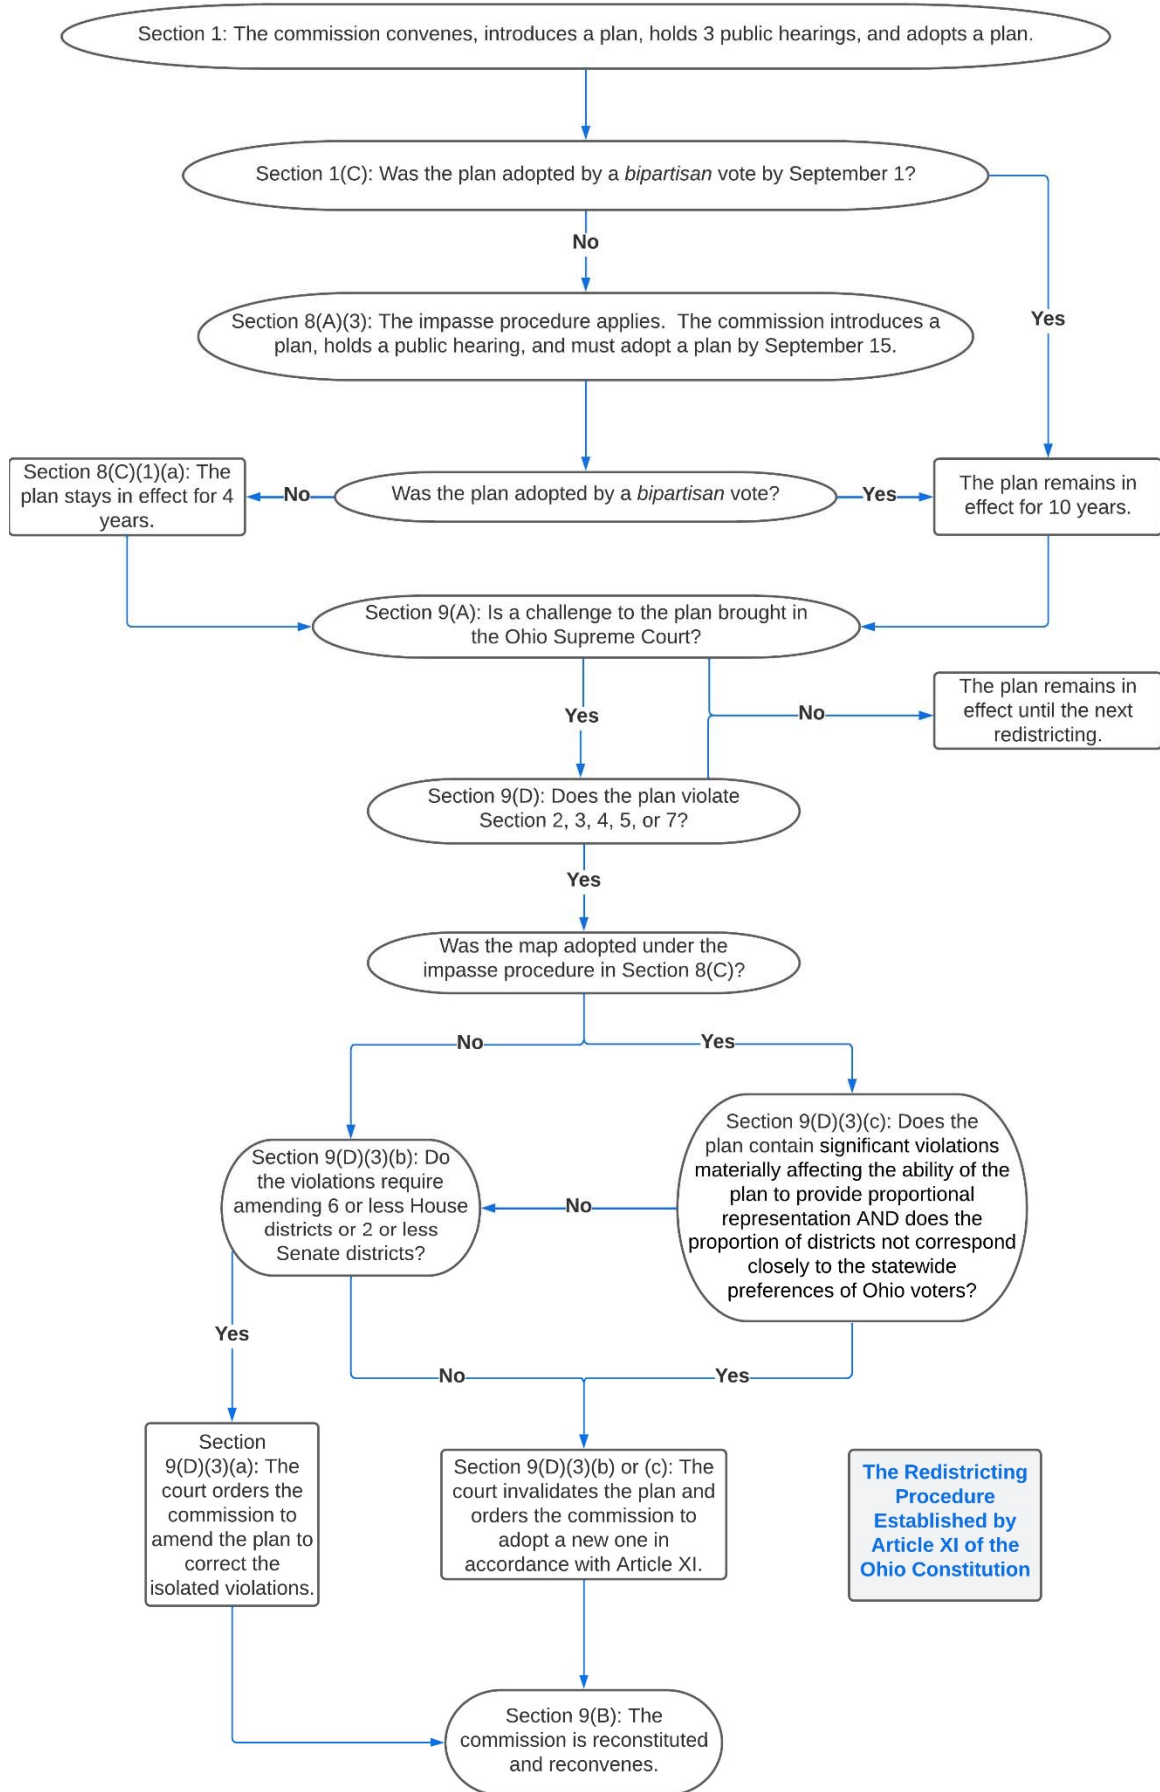 Section 1: The commission convenes, introduces a plan, holds 3 public hearings, and adopts a plan.
Section 1(C): Was the plan adopted by a bipartisan vote by September 1?
No
Yes
Section 8(A)(3): The impasse procedure applies.  The commission introduces a
plan, holds a public hearing, and must adopt a plan by September 15.
Section 8(C)(1)(a): The
plan stays in effect for 4
years.
No
Was the plan adopted by a bipartisan vote?
Yes
The plan remains in
effect for 10 years.
Section 9(A): Is a challenge to the plan brought in
the Ohio Supreme Court?
Yes
No
The plan remains in
effect until the next
redistricting.
Section 9(D): Does the plan violate
Section 2, 3, 4, 5, or 7?
Yes
Was the map adopted under the
impasse procedure in Section 8(C)?
No
Yes
Section 9(D)(3)(b): Do
the violations require
amending 6 or less House
districts or 2 or less
Senate districts?
No
Section 9(D)(3)(c): Does the
plan contain significant violations
materially affecting the ability of the
plan to provide proportional
representation AND does the
proportion of districts not correspond
closely to the statewide
preferences of Ohio voters?
Yes
No
Yes
Section
9(D)(3)(a): The
court orders the
commission to
amend the plan to
correct the
isolated violations.
Section 9(D)(3)(b) or (c): The
court invalidates the plan and
orders the commission to
adopt a new one in
accordance with Article XI.
The Redistricting
Procedure
Established by
Article XI of the
Ohio Constitution
Section 9(B): The
commission is reconstituted
and reconvenes.